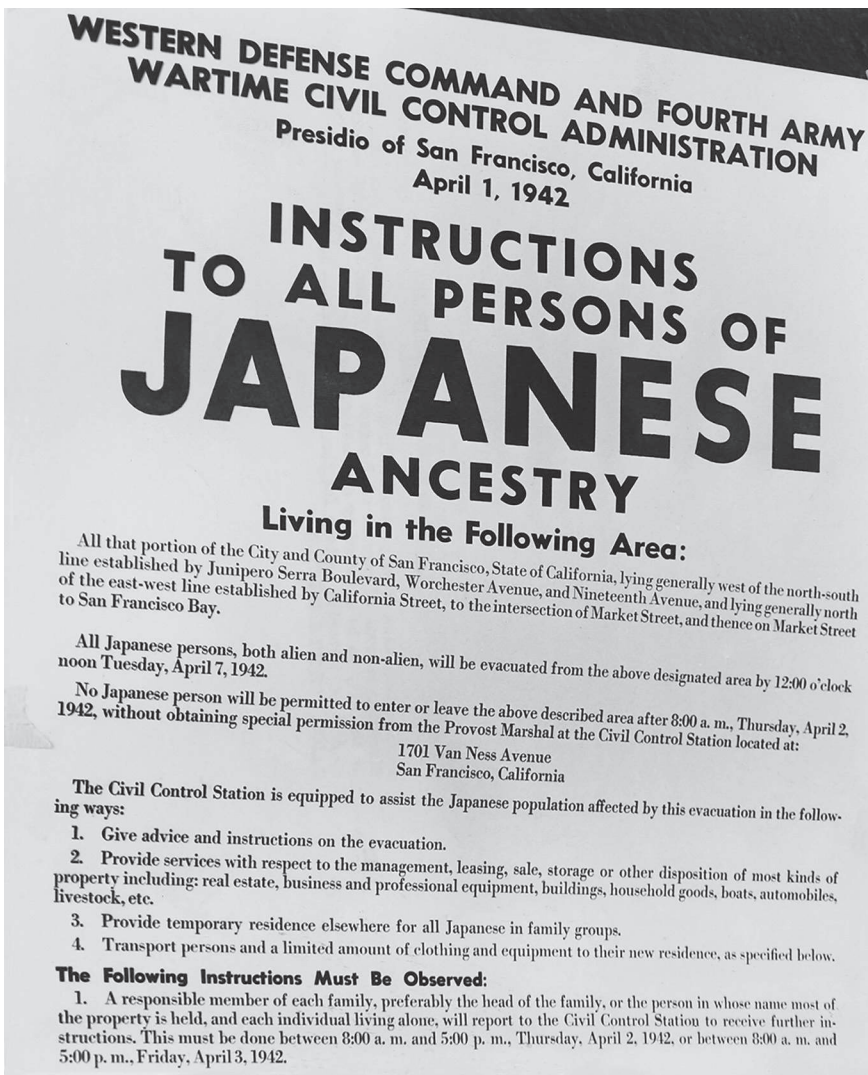 WESTERN DEFENSE COMMAND AND FOURTH ARMY
WARTIME CIVIL CONTROL ADMINISTRATION
Presidio of San Francisco, California
April 1, 1942
INSTRUCTIONS
TO ALL PERSONS OF
JAPANESE
ANCESTRY
Living in the Following Area:
All that portion of the City and County of San Francisco, State of California, lying generally west of the north-south
line established by Junipero Serra Boulevard, Worchester Avenue, and Nineteenth Avenue, and lying generally north
of the east-west line established by California Street, to the intersection of Market Street, and thence on Market Street
to San Francisco Bay.
All Japanese persons, both alien and non-alien, will be evacuated from the above designated area by 12:00 o'clock
noon Tuesday, April 7, 1942.
No Japanese person will be permitted to enter or leave the above described area after 8:00 a. m., Thursday, April 2,
1942, without obtaining special permission from the Provost Marshal at the Civil Control Station located at:
1701 Van Ness Avenue
San Francisco, California
The Civil Control Station is equipped to assist the Japanese population affected by this evacuation in the follow-
ing ways:
1. Give advice and instructions on the evacuation.
2. Provide services with respect to the management, leasing, sale, storage or other disposition of most kinds of
property including: real estate, business and professional equipment, buildings, household goods, boats, automobiles,
livestock, etc.
3. Provide temporary residence elsewhere for all Japanese in family groups.
4. Transport persons and a limited amount of clothing and equipment to their new residence, as specified below.
The Following Instructions Must Be Observed:
1. A responsible member of each family, preferably the head of the family, or the person in whose name most of
the property is held, and each individual living alone, will report to the Civil Control Station to receive further in-
structions. This must be done between 8:00 a. m. and 5:00 p. m., Thursday, April 2, 1942, or between 8:00 a. m. and
5:00 p. m., Friday, April 3, 1942.